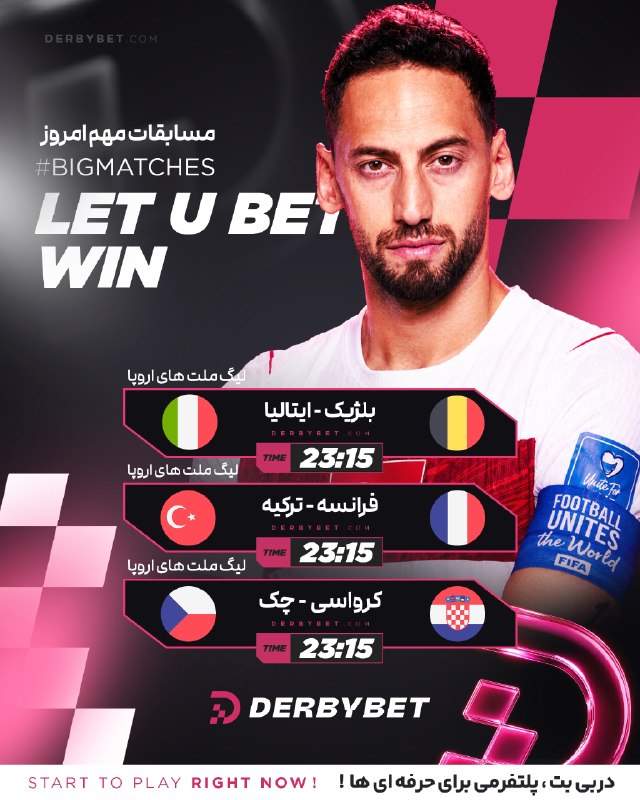 DERBYBET.COM
مسابقات مهم امروز
#BIGMATCHES
LET U BET
WIN
لیگ ملت های اروپا
بلژیک - ایتالیا
DERBYBET.COM
TIME 23:15
لیگ ملت های اروپا
فرانسه - ترکیه
DERBYBET.COM
TIME 23:15
لیگ ملت های اروپا
کرواسی - چک
DERBYBET.COM
TIME 23:15
Unite For
FOOTBALL
UNITES
the World
FIFA
DERBYBET
START TO PLAY RIGHT NOW!
دربی بت ، پلتفرمی برای حرفه ای ها !